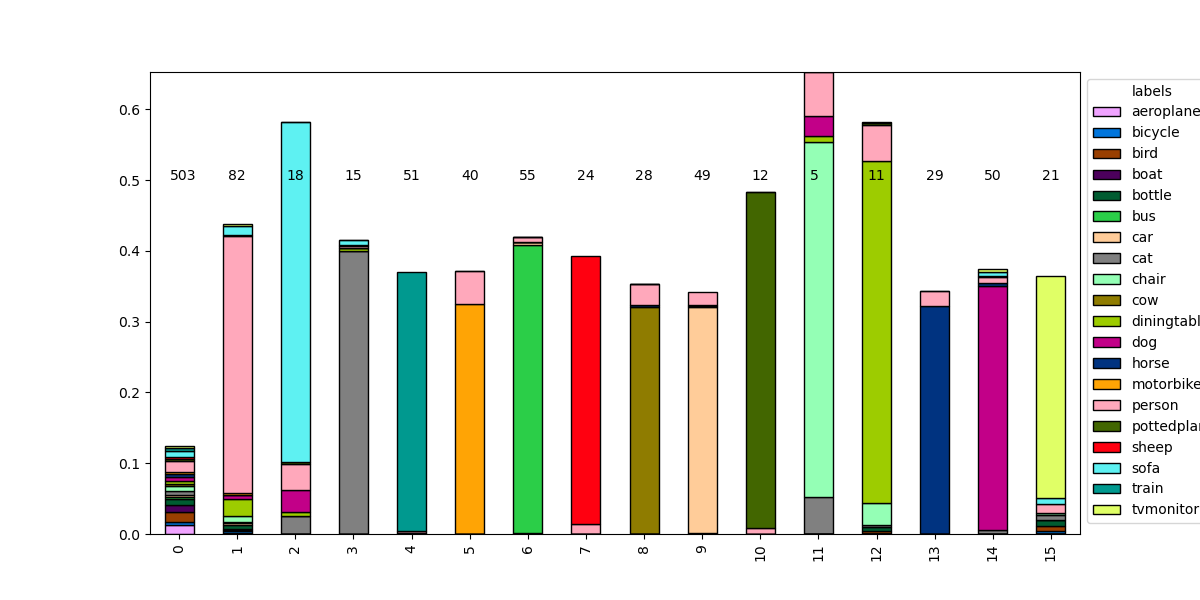 0.6
0.5
0.4
0.3
0.2
0.1
0.0
503 82 18 15 51 40 55 24 28 49 12 5 11 29 50 21
0 1 2 3 4 5 6 7 8 9 10 11 12 13 14 15
labels
aeroplane
bicycle
bird
boat
bottle
bus
car
cat
chair
cow
diningtabl
dog
horse
motorbike
person
pottedplan
sheep
sofa
train
tvmonitor